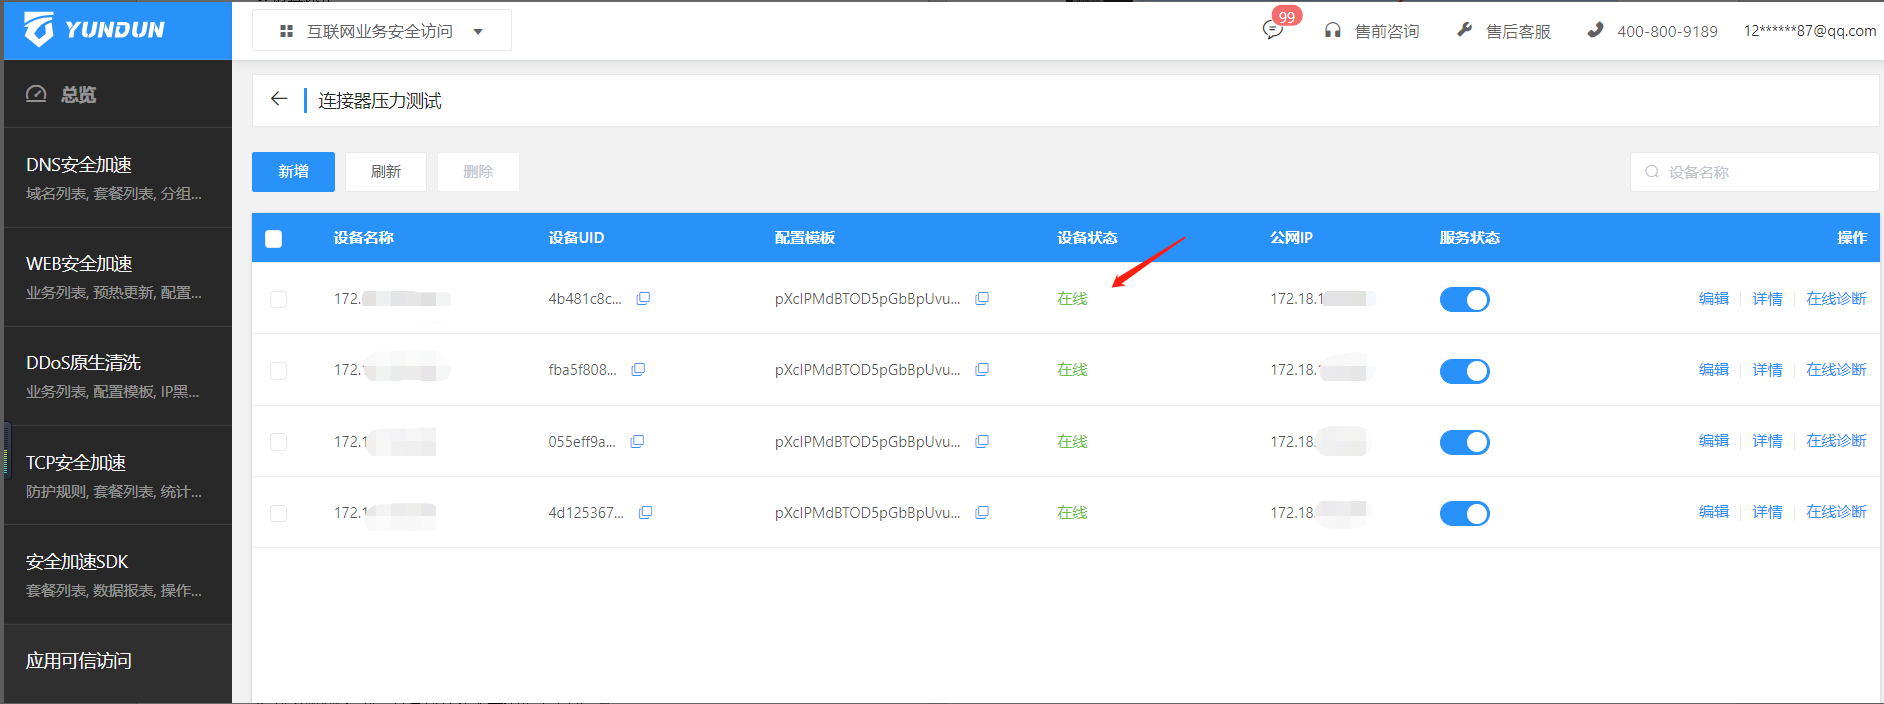 YUNDUN
互联网业务安全访问
99
售前咨询
售后客服
400-800-9189
12******87@qq.com
总览
DNS安全加速
域名列表, 套餐列表, 分组...
WEB安全加速
业务列表, 预热更新, 配置...
DDoS原生清洗
业务列表, 配置模板, IP黑...
TCP安全加速
防护规则, 套餐列表, 统计...
安全加速SDK
套餐列表, 数据报表, 操作...
应用可信访问
连接器压力测试
新增 刷新 删除
设备名称
设备名称 设备UID 配置模板 设备状态 公网IP 服务状态 操作
172. 4b481c8c... pXcIPMdBTOD5pGbBpUvu... 在线 172.18.1 编辑 详情 在线诊断
172.1 fba5f808... pXcIPMdBTOD5pGbBpUvu... 在线 172.18.1 编辑 详情 在线诊断
172.1 055eff9a... pXcIPMdBTOD5pGbBpUvu... 在线 172.18. 编辑 详情 在线诊断
172.1 4d125367... pXcIPMdBTOD5pGbBpUvu... 在线 172.18. 编辑 详情 在线诊断